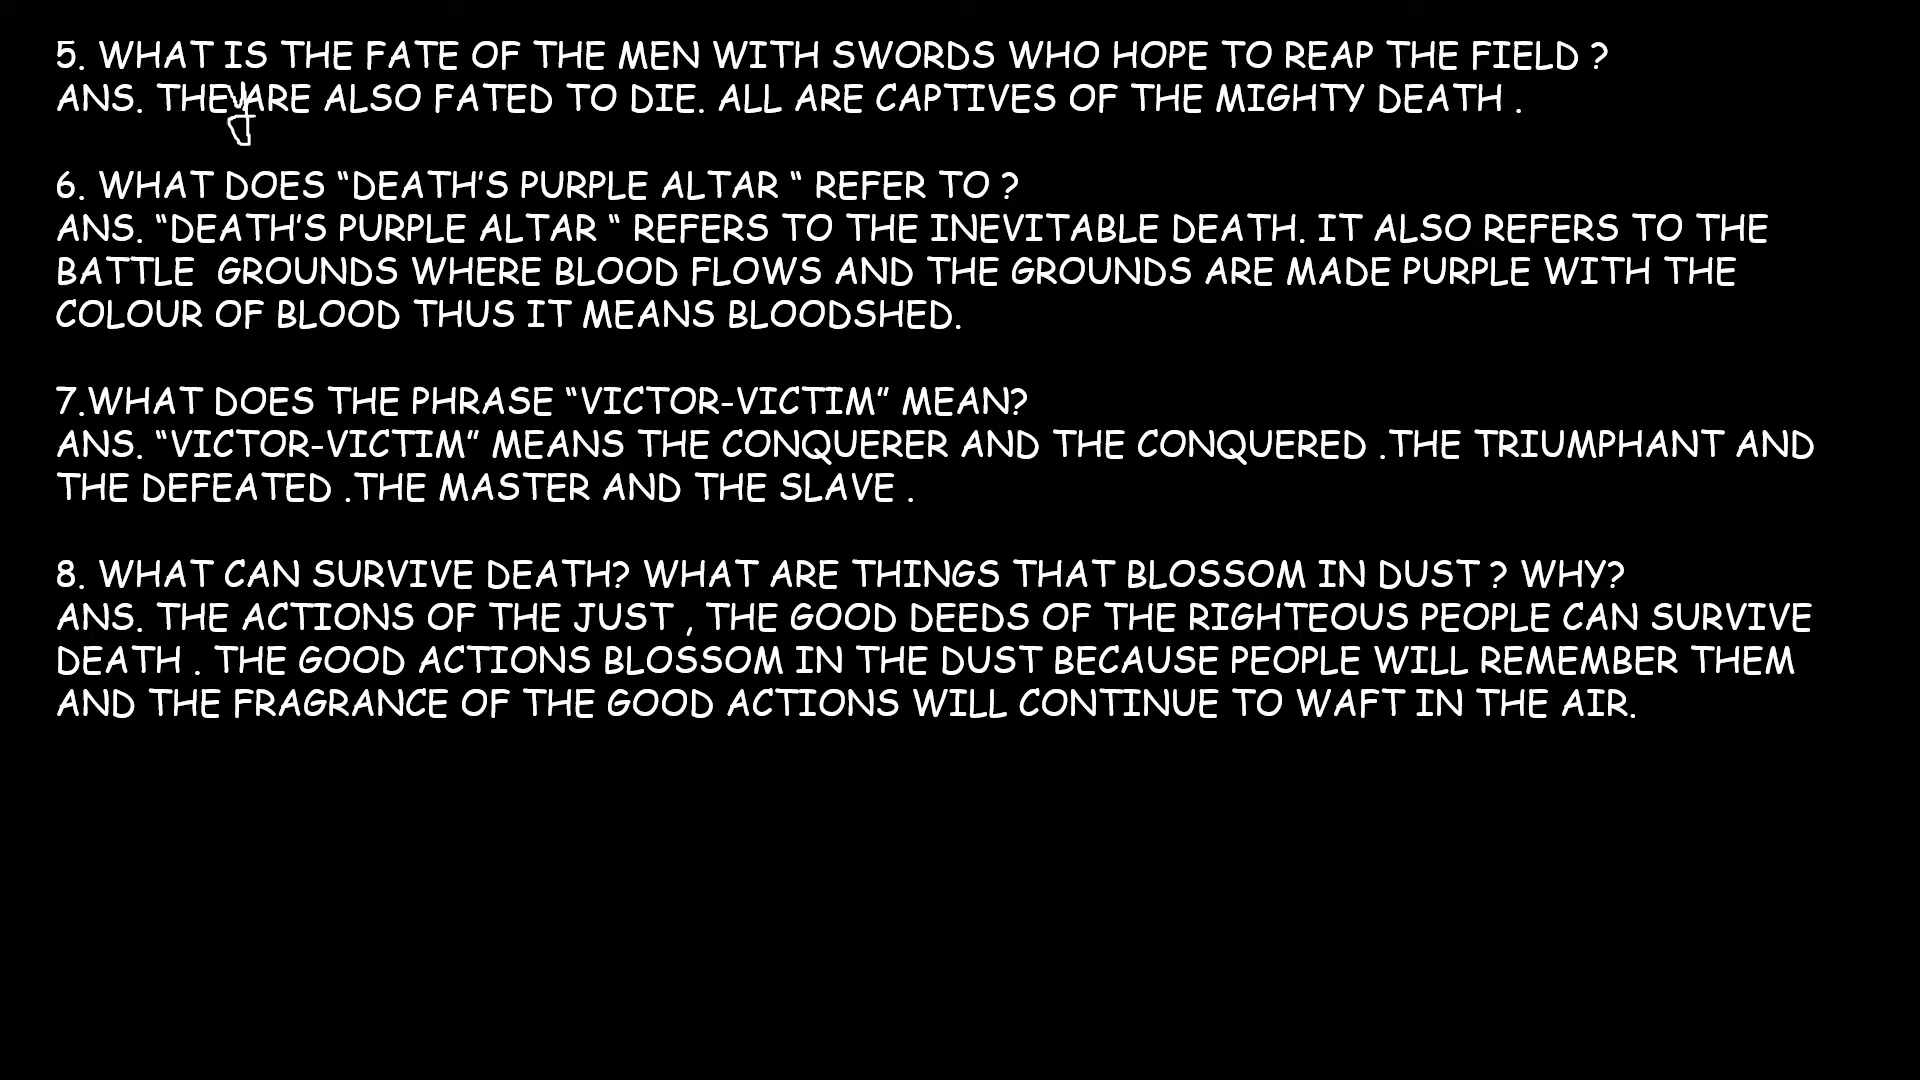 5. WHAT IS THE FATE OF THE MEN WITH SWORDS WHO HOPE TO REAP THE FIELD ?
ANS. THEY ARE ALSO FATED TO DIE. ALL ARE CAPTIVES OF THE MIGHTY DEATH .
6. WHAT DOES “DEATH’S PURPLE ALTAR “ REFER TO ?
ANS. “DEATH’S PURPLE ALTAR “ REFERS TO THE INEVITABLE DEATH. IT ALSO REFERS TO THE
BATTLE  GROUNDS WHERE BLOOD FLOWS AND THE GROUNDS ARE MADE PURPLE WITH THE
COLOUR OF BLOOD THUS IT MEANS BLOODSHED.
7.WHAT DOES THE PHRASE “VICTOR-VICTIM” MEAN?
ANS. “VICTOR-VICTIM” MEANS THE CONQUERER AND THE CONQUERED .THE TRIUMPHANT AND
THE DEFEATED .THE MASTER AND THE SLAVE .
8. WHAT CAN SURVIVE DEATH? WHAT ARE THINGS THAT BLOSSOM IN DUST ? WHY?
ANS. THE ACTIONS OF THE JUST , THE GOOD DEEDS OF THE RIGHTEOUS PEOPLE CAN SURVIVE
DEATH . THE GOOD ACTIONS BLOSSOM IN THE DUST BECAUSE PEOPLE WILL REMEMBER THEM
AND THE FRAGRANCE OF THE GOOD ACTIONS WILL CONTINUE TO WAFT IN THE AIR.